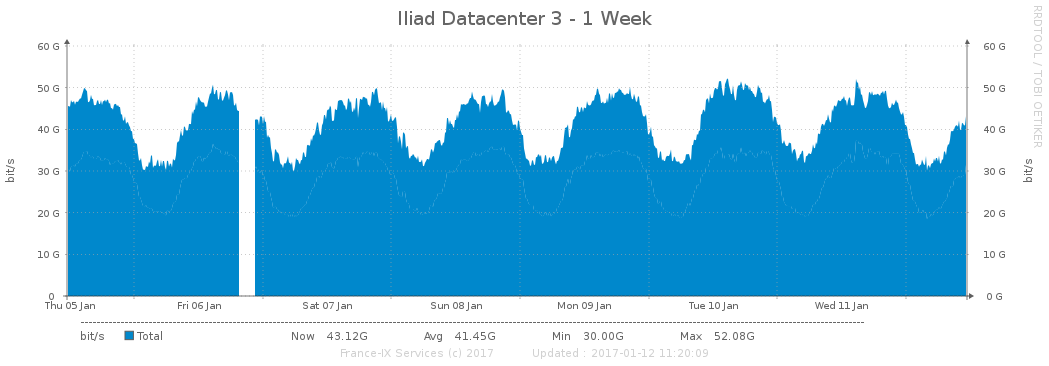 Iliad Datacenter 3 - 1 Week
RRDTOOL / TOBI OETIKER
bit/s
60 G 60 G
50 G 50 G
40 G 40 G
30 G 30 G
20 G 20 G
10 G 10 G
0 0 G
bit/s
Thu 05 Jan Fri 06 Jan Sat 07 Jan Sun 08 Jan Mon 09 Jan Tue 10 Jan Wed 11 Jan
bit/s Total Now 43.12G Avg 41.45G Min 30.00G Max 52.08G
France-IX Services (c) 2017 Updated : 2017-01-12 11:20:09